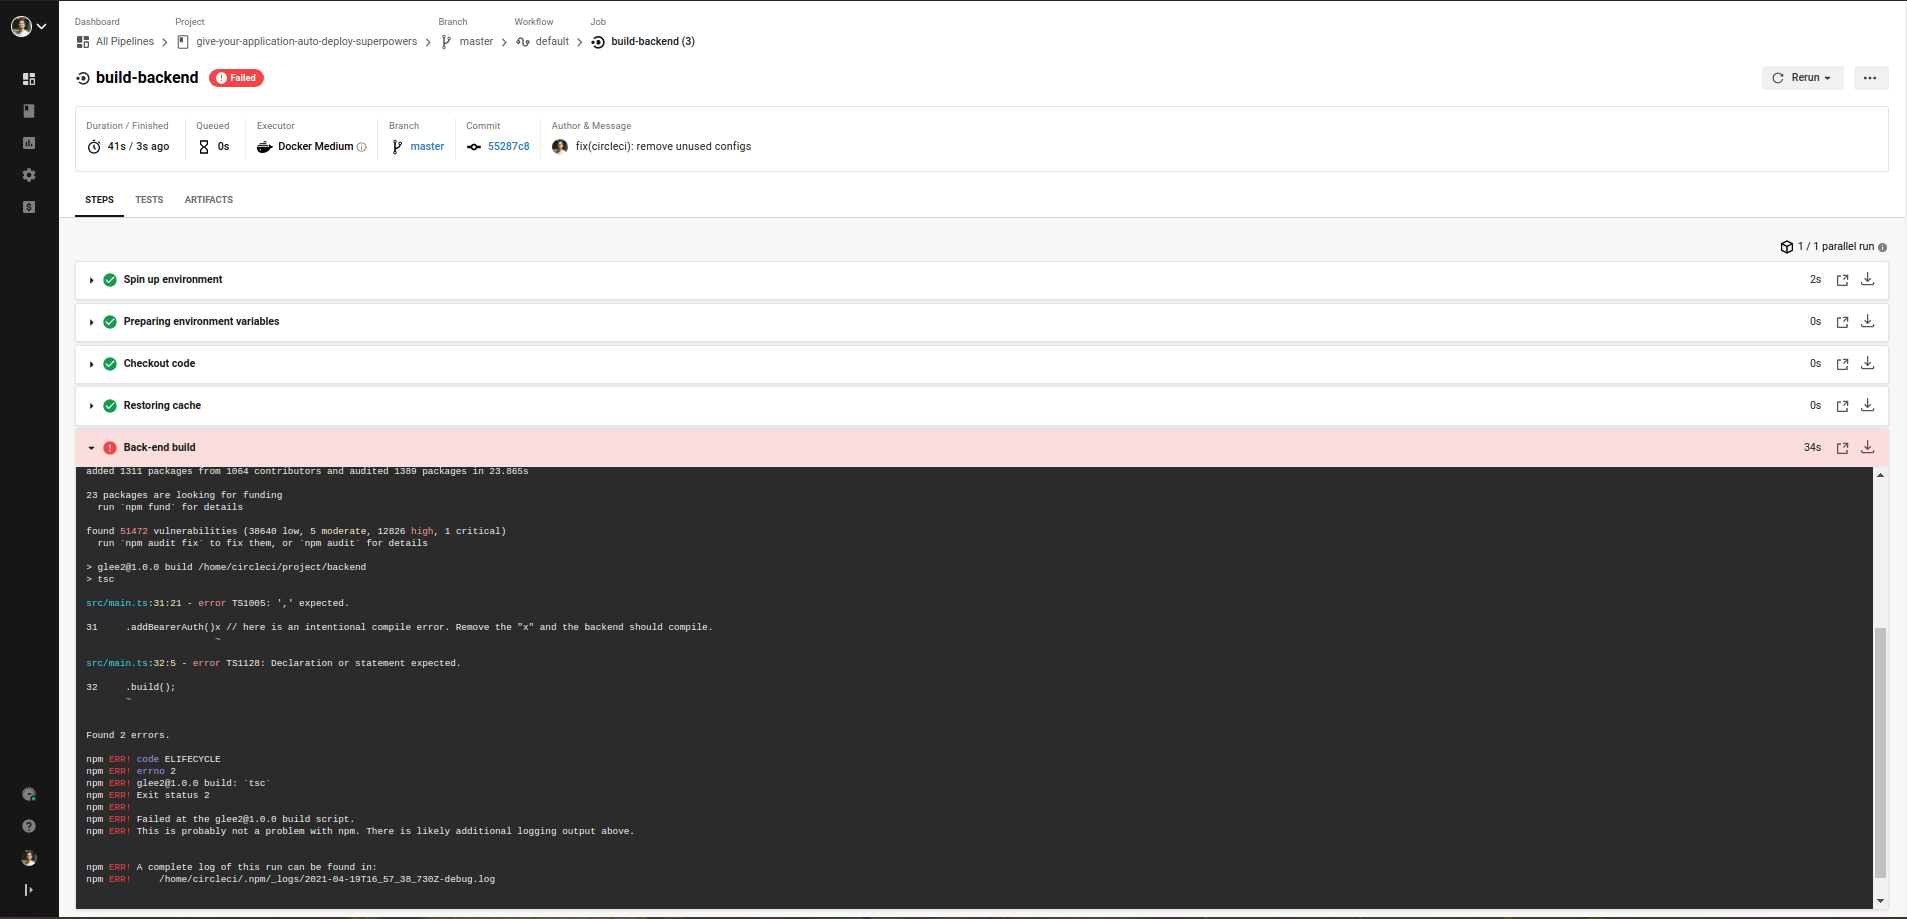 Dashboard Project Branch Workflow Job
All Pipelines give-your-application-auto-deploy-superpowers master default build-backend (3)
build-backend Failed Rerun
Duration / Finished Queued Executor Branch Commit Author & Message
41s / 3s ago 0s Docker Medium master 55287c8 fix(circleci): remove unused configs
STEPS TESTS ARTIFACTS
1 / 1 parallel run
Spin up environment 2s
Preparing environment variables 0s
Checkout code 0s
Restoring cache 0s
Back-end build 34s
added 1311 packages from 1064 contributors and audited 1389 packages in 23.865s
23 packages are looking for funding
run `npm fund` for details
found 51472 vulnerabilities (38640 low, 5 moderate, 12826 high, 1 critical)
run `npm audit fix` to fix them, or `npm audit` for details
> glee2@1.0.0 build /home/circleci/project/backend
> tsc
src/main.ts:31:21 - error TS1005: ',' expected.
31 .addBearerAuth()x // here is an intentional compile error. Remove the "x" and the backend should compile.
~
src/main.ts:32:5 - error TS1128: Declaration or statement expected.
32 .build();
~
Found 2 errors.
npm ERR! code ELIFECYCLE
npm ERR! errno 2
npm ERR! glee2@1.0.0 build: `tsc`
npm ERR! Exit status 2
npm ERR!
npm ERR! Failed at the glee2@1.0.0 build script.
npm ERR! This is probably not a problem with npm. There is likely additional logging output above.
npm ERR! A complete log of this run can be found in:
npm ERR! /home/circleci/.npm/_logs/2021-04-19T16_57_38_730Z-debug.log